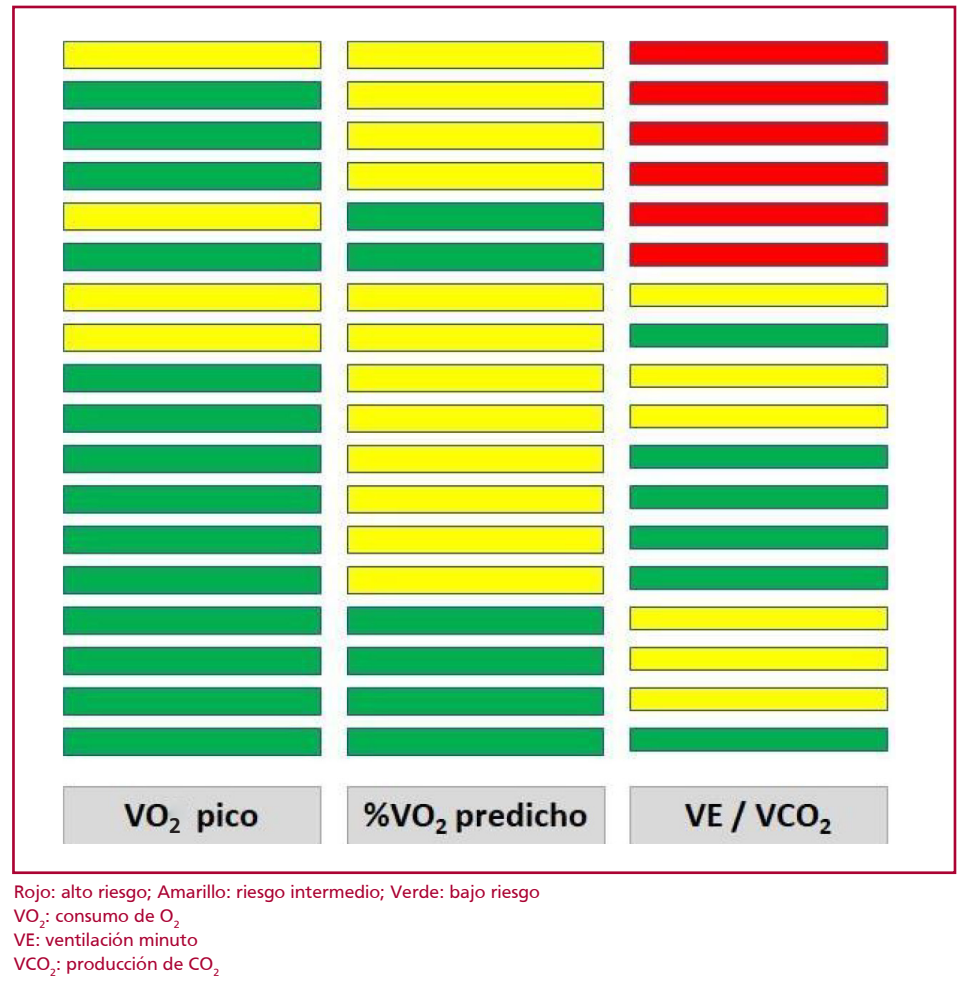 VO₂ pico
%VO₂ predicho
VE / VCO₂
Rojo: alto riesgo; Amarillo: riesgo intermedio; Verde: bajo riesgo
VO₂: consumo de O₂
VE: ventilación minuto
VCO₂: producción de CO₂